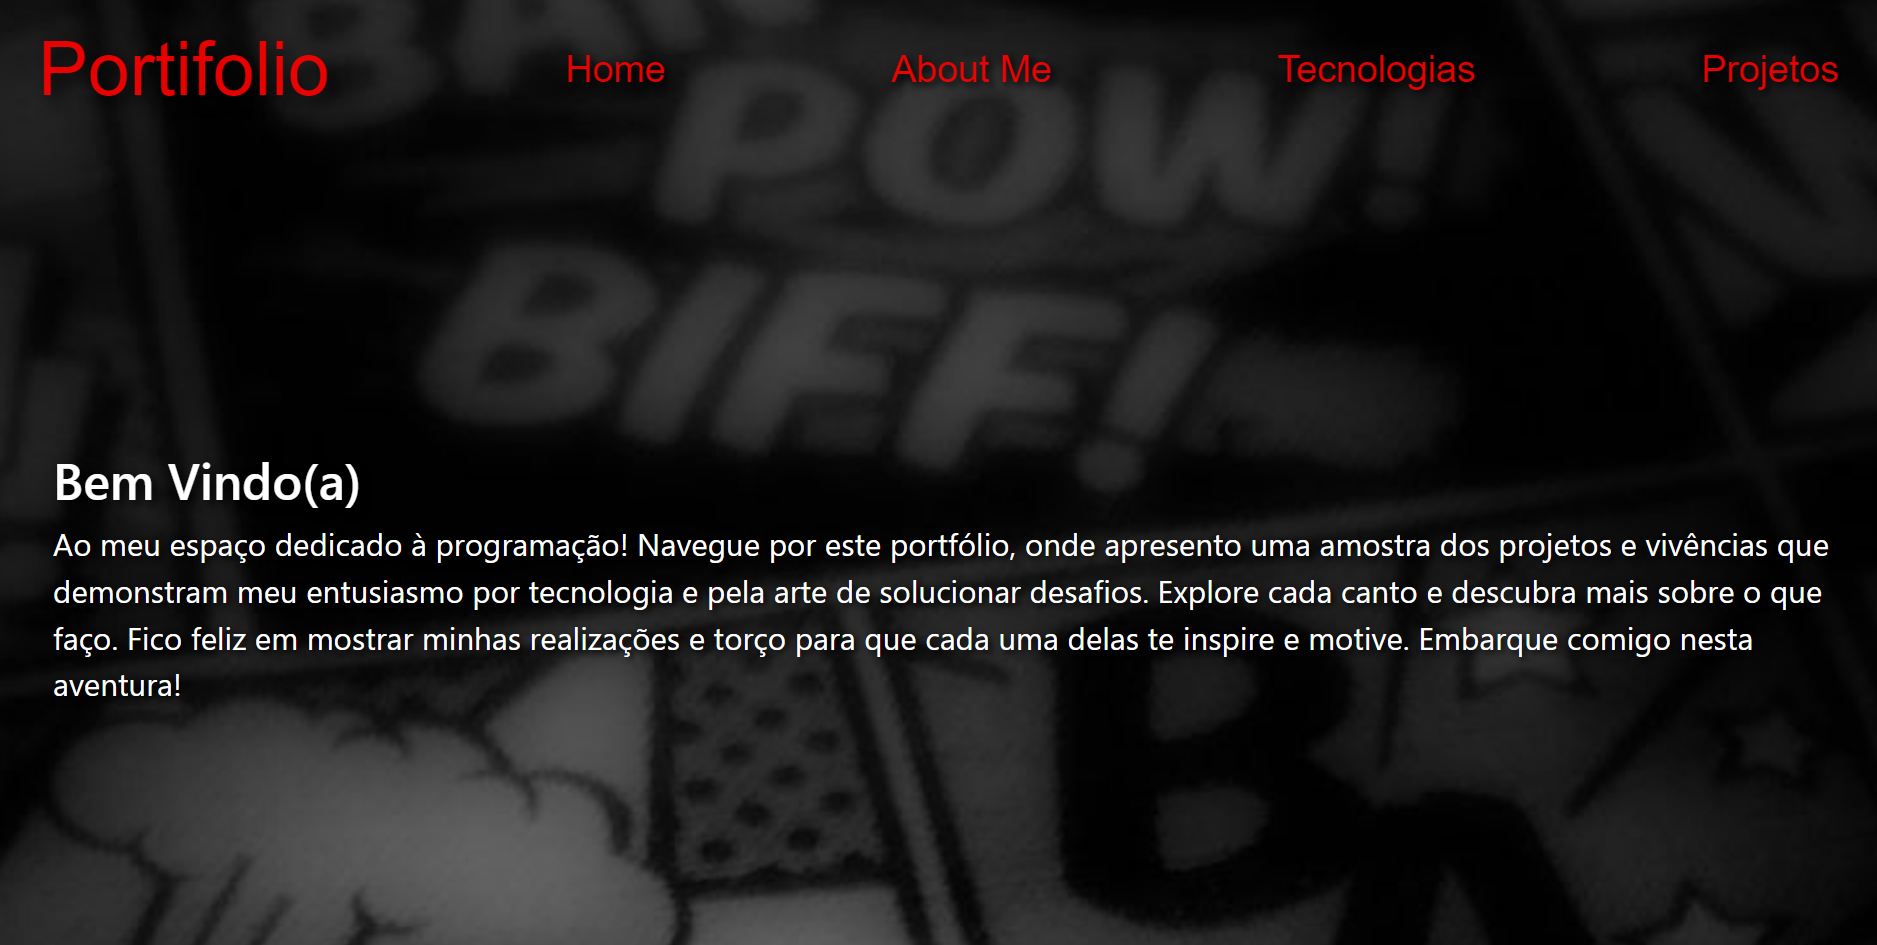 Portifolio Home About Me Tecnologias Projetos
BAM
POW!
BIFF!
Bem Vindo(a)
Ao meu espaço dedicado à programação! Navegue por este portfólio, onde apresento uma amostra dos projetos e vivências que
demonstram meu entusiasmo por tecnologia e pela arte de solucionar desafios. Explore cada canto e descubra mais sobre o que
faço. Fico feliz em mostrar minhas realizações e torço para que cada uma delas te inspire e motive. Embarque comigo nesta
aventura!